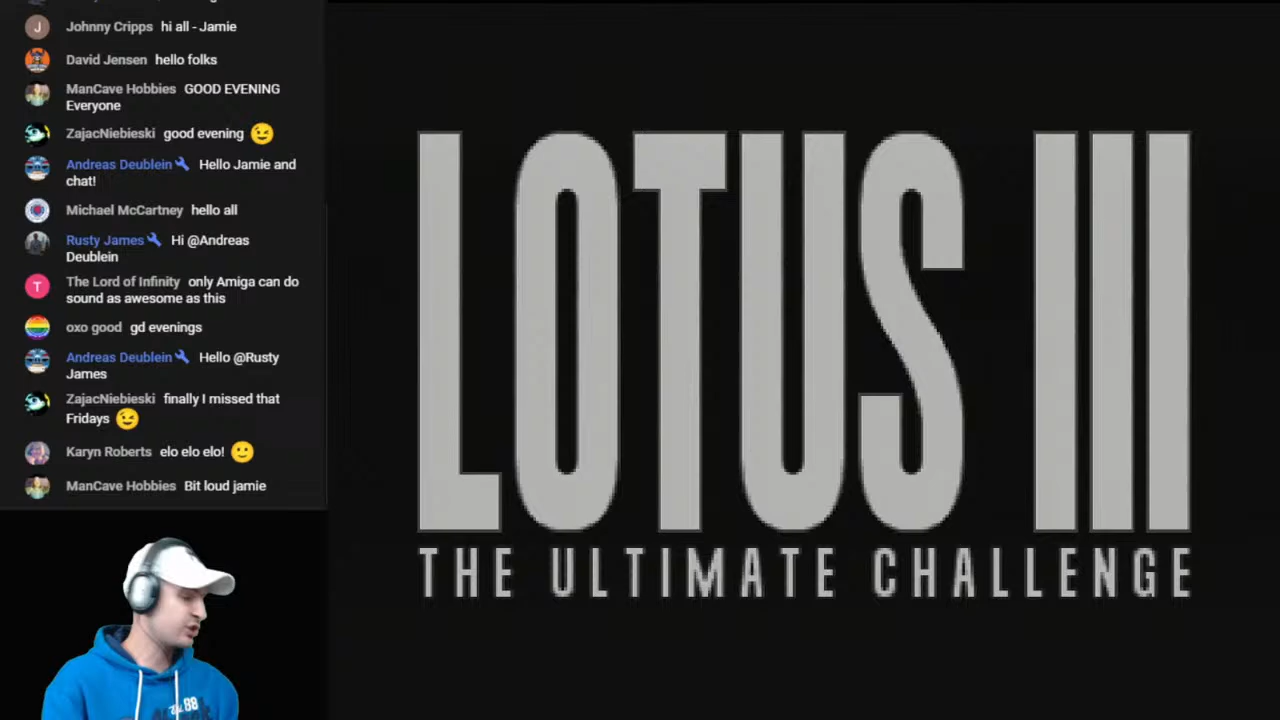 Johnny Cripps hi all - Jamie
David Jensen hello folks
ManCave Hobbies GOOD EVENING
Everyone
ZajacNiebieski good evening 😉
Andreas Deublein Hello Jamie and
chat!
Michael McCartney hello all
Rusty James Hi @Andreas
Deublein
T The Lord of Infinity only Amiga can do
sound as awesome as this
oxo good gd evenings
Andreas Deublein Hello @Rusty
James
ZajacNiebieski finally I missed that
Fridays 😉
Karyn Roberts elo elo elo! 🙂
ManCave Hobbies Bit loud jamie
LOTUS III
THE ULTIMATE CHALLENGE
88